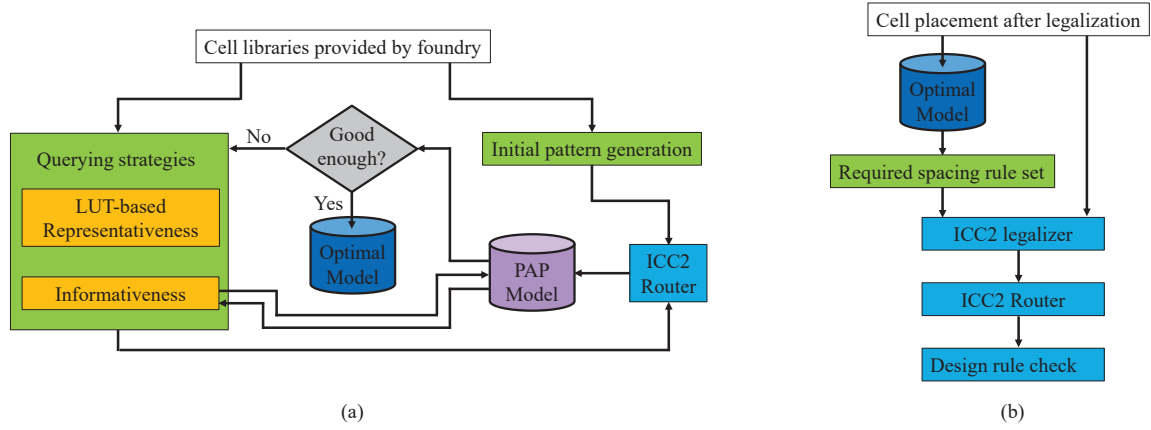 Cell libraries provided by foundry
Querying strategies
LUT-based
Representativeness
Informativeness
No
Good
enough?
Yes
Optimal
Model
PAP
Model
Initial pattern generation
ICC2
Router
(a)
Cell placement after legalization
Optimal
Model
Required spacing rule set
ICC2 legalizer
ICC2 Router
Design rule check
(b)